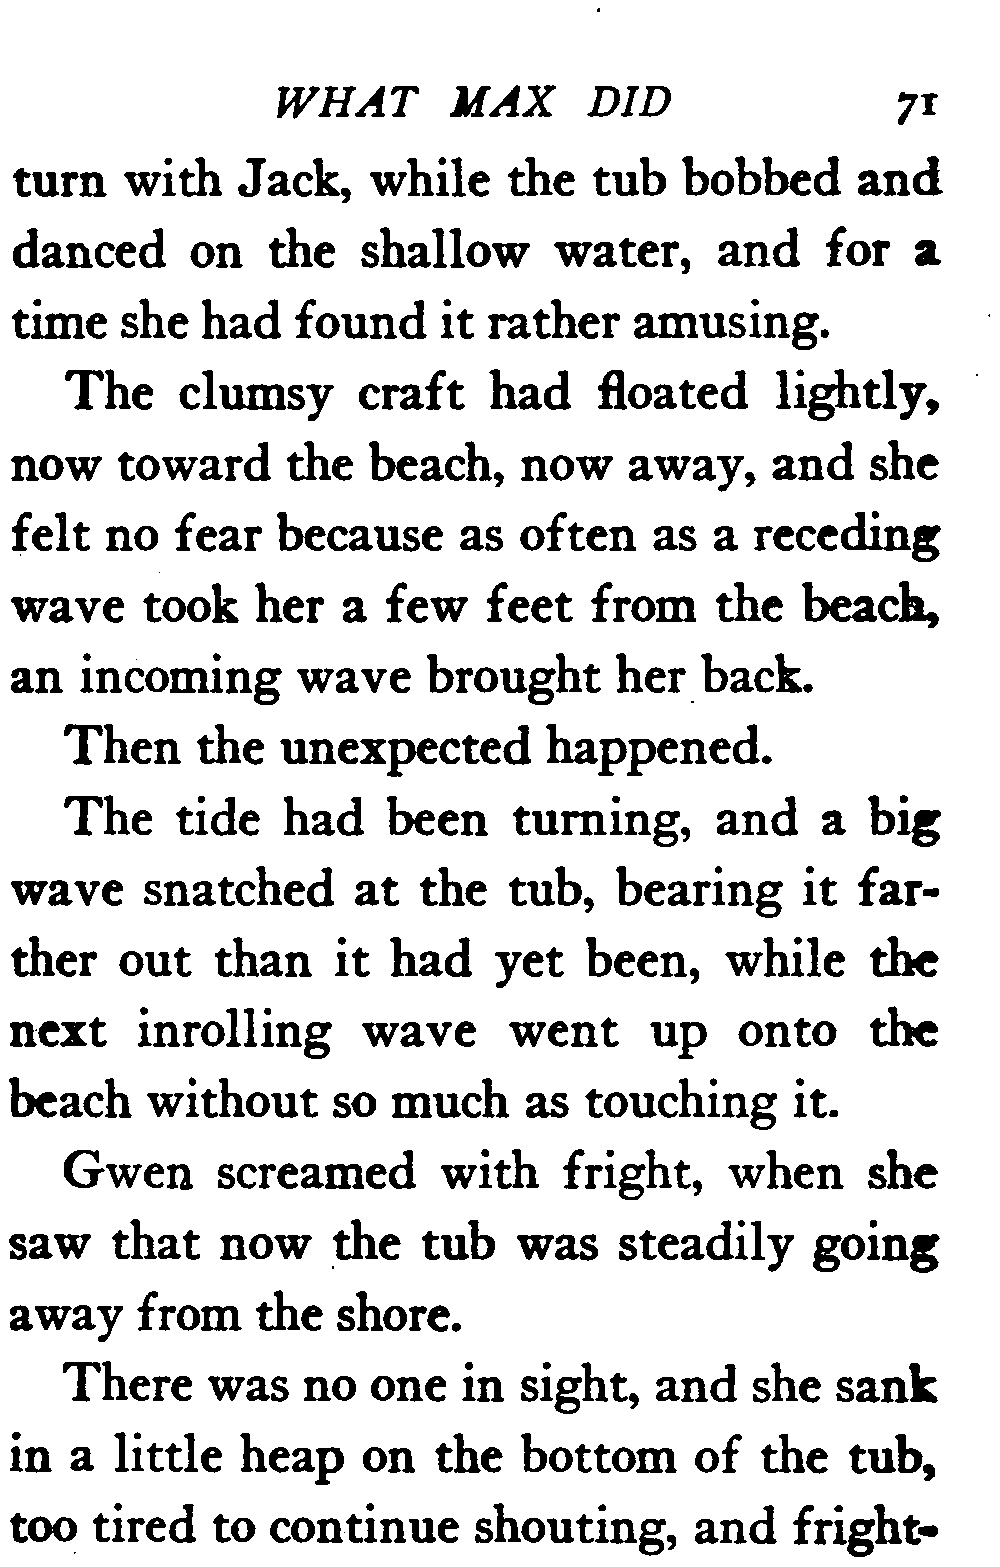 WHAT MAX DID 71
turn with Jack, while the tub bobbed and
danced on the shallow water, and for a
time she had found it rather amusing.
The clumsy craft had floated lightly,
now toward the beach, now away, and she
felt no fear because as often as a receding
wave took her a few feet from the beach,
an incoming wave brought her back.
Then the unexpected happened.
The tide had been turning, and a big
wave snatched at the tub, bearing it far-
ther out than it had yet been, while the
next inrolling wave went up onto the
beach without so much as touching it.
Gwen screamed with fright, when she
saw that now the tub was steadily going
away from the shore.
There was no one in sight, and she sank
in a little heap on the bottom of the tub,
too tired to continue shouting, and fright-